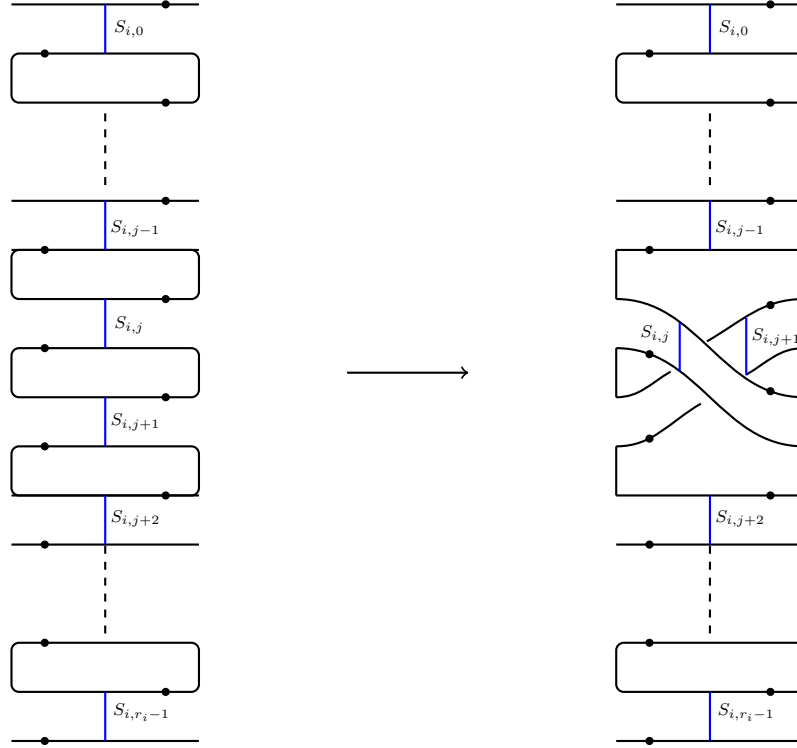 $S_{i,0}$ $S_{i,0}$
$S_{i,j-1}$ $S_{i,j-1}$
$S_{i,j}$ $S_{i,j}$ $S_{i,j+1}$
$S_{i,j+1}$
$S_{i,j+2}$ $S_{i,j+2}$
$S_{i,r_i-1}$ $S_{i,r_i-1}$